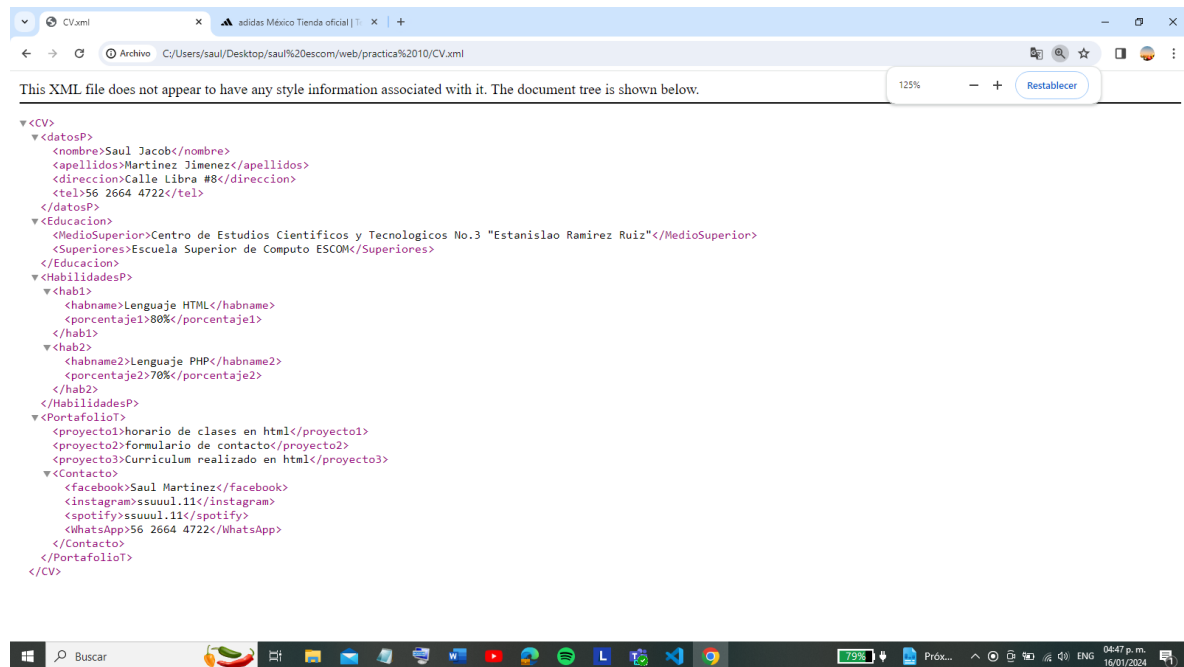 CV.xml
adidas México Tienda oficial | Ti
Archivo C:/Users/saul/Desktop/saul%20escom/web/practica%2010/CV.xml
125% − + Restablecer
This XML file does not appear to have any style information associated with it. The document tree is shown below.
▼<CV>
▼<datosP>
<nombre>Saul Jacob</nombre>
<apellidos>Martinez Jimenez</apellidos>
<direccion>Calle Libra #8</direccion>
<tel>56 2664 4722</tel>
</datosP>
▼<Educacion>
<MedioSuperior>Centro de Estudios Cientificos y Tecnologicos No.3 "Estanislao Ramirez Ruiz"</MedioSuperior>
<Superiores>Escuela Superior de Computo ESCOM</Superiores>
</Educacion>
▼<HabilidadesP>
▼<hab1>
<habname>Lenguaje HTML</habname>
<porcentaje1>80%</porcentaje1>
</hab1>
▼<hab2>
<habname2>Lenguaje PHP</habname2>
<porcentaje2>70%</porcentaje2>
</hab2>
</HabilidadesP>
▼<PortafolioT>
<proyecto1>horario de clases en html</proyecto1>
<proyecto2>formulario de contacto</proyecto2>
<proyecto3>Curriculum realizado en html</proyecto3>
▼<Contacto>
<facebook>Saul Martinez</facebook>
<instagram>ssuuul.11</instagram>
<spotify>ssuuul.11</spotify>
<WhatsApp>56 2664 4722</WhatsApp>
</Contacto>
</PortafolioT>
</CV>
Buscar
79%
Próx...
ENG
04:47 p. m.
16/01/2024